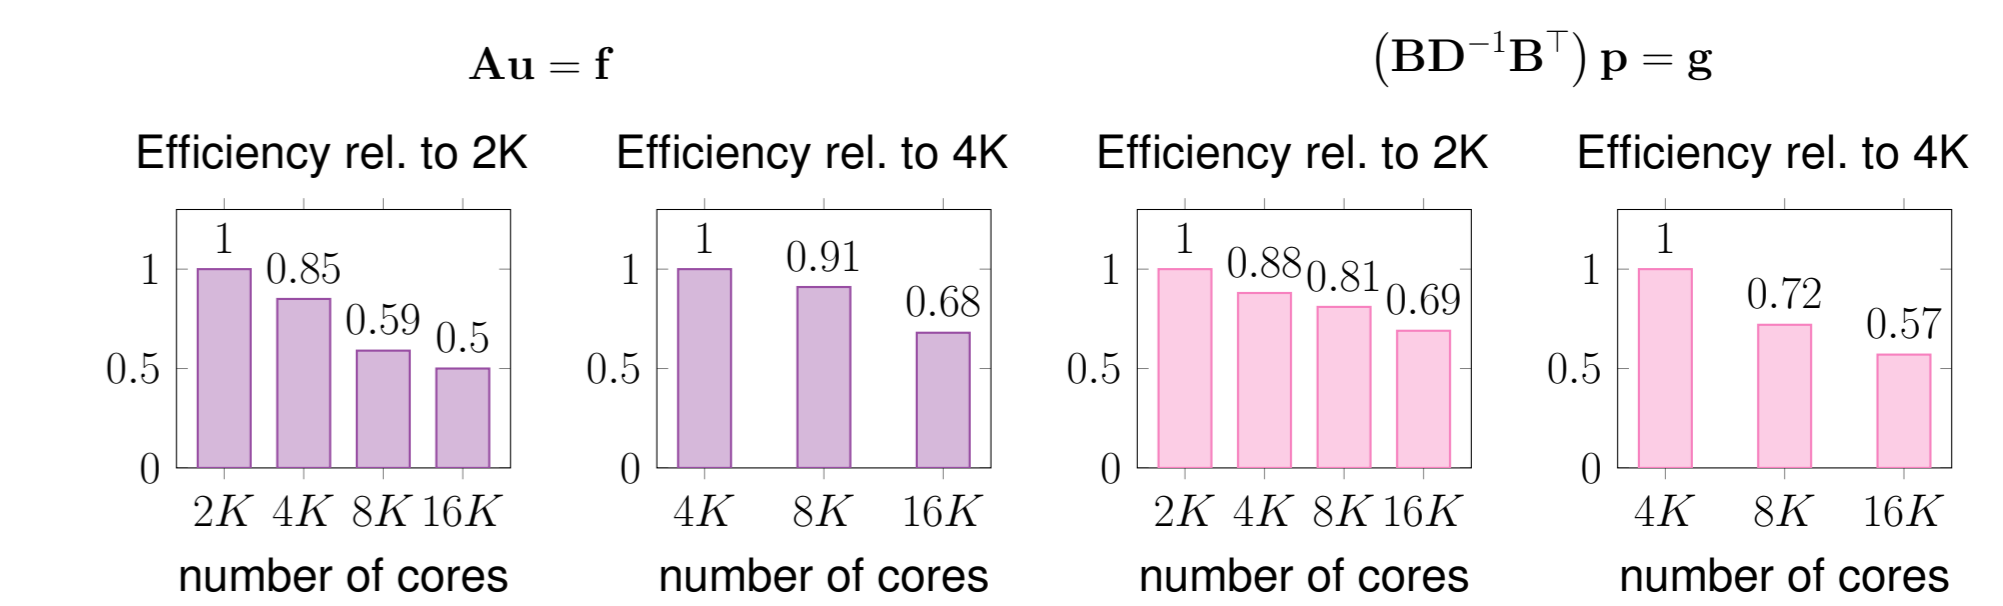 Au = f
(BD⁻¹B⊤) p = g
Efficiency rel. to 2K
1
0.85
0.59
0.5
1
0.5
0
2K 4K 8K 16K
number of cores
Efficiency rel. to 4K
1
0.91
0.68
1
0.5
0
4K 8K 16K
number of cores
Efficiency rel. to 2K
1
0.88
0.81
0.69
1
0.5
0
2K 4K 8K 16K
number of cores
Efficiency rel. to 4K
1
0.72
0.57
1
0.5
0
4K 8K 16K
number of cores